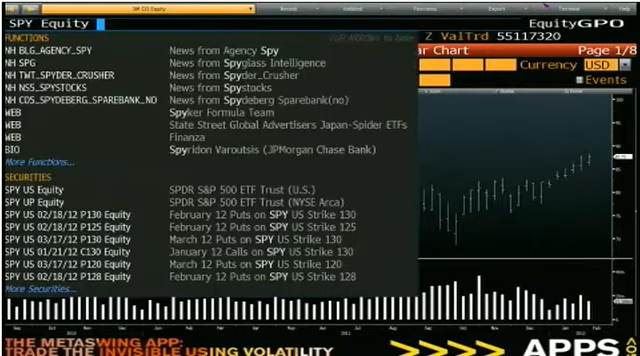 3M CO Equity
SPY Equity EquityGPO
FUNCTIONS <UP ARROW> to
Z ValTrd 55117320
NH BLG_AGENCY_SPY News from Agency Spy
ar Chart Page 1/8
NH SPG News from Spyglass Intelligence
NH TWT_SPYDER_CRUSHER News from Spyder_Crusher
Currency USD
NH NS5_SPYSTOCKS News from Spystocks
Events
NH CDS_SPYDEBERG_SPAREBANK_NO News from Spydeberg Sparebank(no)
WEB Spyker Formula Team
WEB State Street Global Advertisers Japan-Spider ETFs
WEB Finanza
BIO Spyridon Varoutsis (JPMorgan Chase Bank)
More Functions...
SECURITIES
SPY US Equity SPDR S&P 500 ETF Trust (U.S.)
SPY UP Equity SPDR S&P 500 ETF Trust (NYSE Arca)
SPY US 02/18/12 P130 Equity February 12 Puts on SPY US Strike 130
SPY US 02/18/12 P125 Equity February 12 Puts on SPY US Strike 125
SPY US 03/17/12 P130 Equity March 12 Puts on SPY US Strike 130
SPY US 01/21/12 C130 Equity January 12 Calls on SPY US Strike 130
SPY US 03/17/12 P120 Equity March 12 Puts on SPY US Strike 120
SPY US 02/18/12 P128 Equity February 12 Puts on SPY US Strike 128
More Securities...
THE METASWING APP:
TRADE THE INVISIBLE USING VOLATILITY
>>>> APPS